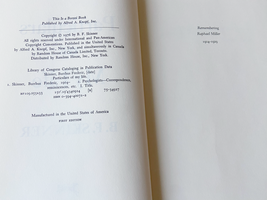 This Is a Borzoi Book
Published by Alfred A. Knopf, Inc.
Copyright © 1976 by B. F. Skinner
All rights reserved under International and Pan-American
Copyright Conventions. Published in the United States
by Alfred A. Knopf, Inc., New York, and simultaneously in Canada
by Random House of Canada Limited, Toronto.
Distributed by Random House, Inc., New York.
Library of Congress Cataloging in Publication Data
Skinner, Burrhus Frederic, [date]
Particulars of my life.
1. Skinner, Burrhus Frederic, 1904- 2. Psychologists—Correspondence,
reminiscences, etc. I. Title.
Manufactured in the United States of America
FIRST EDITION
Remembering
Raphael Miller